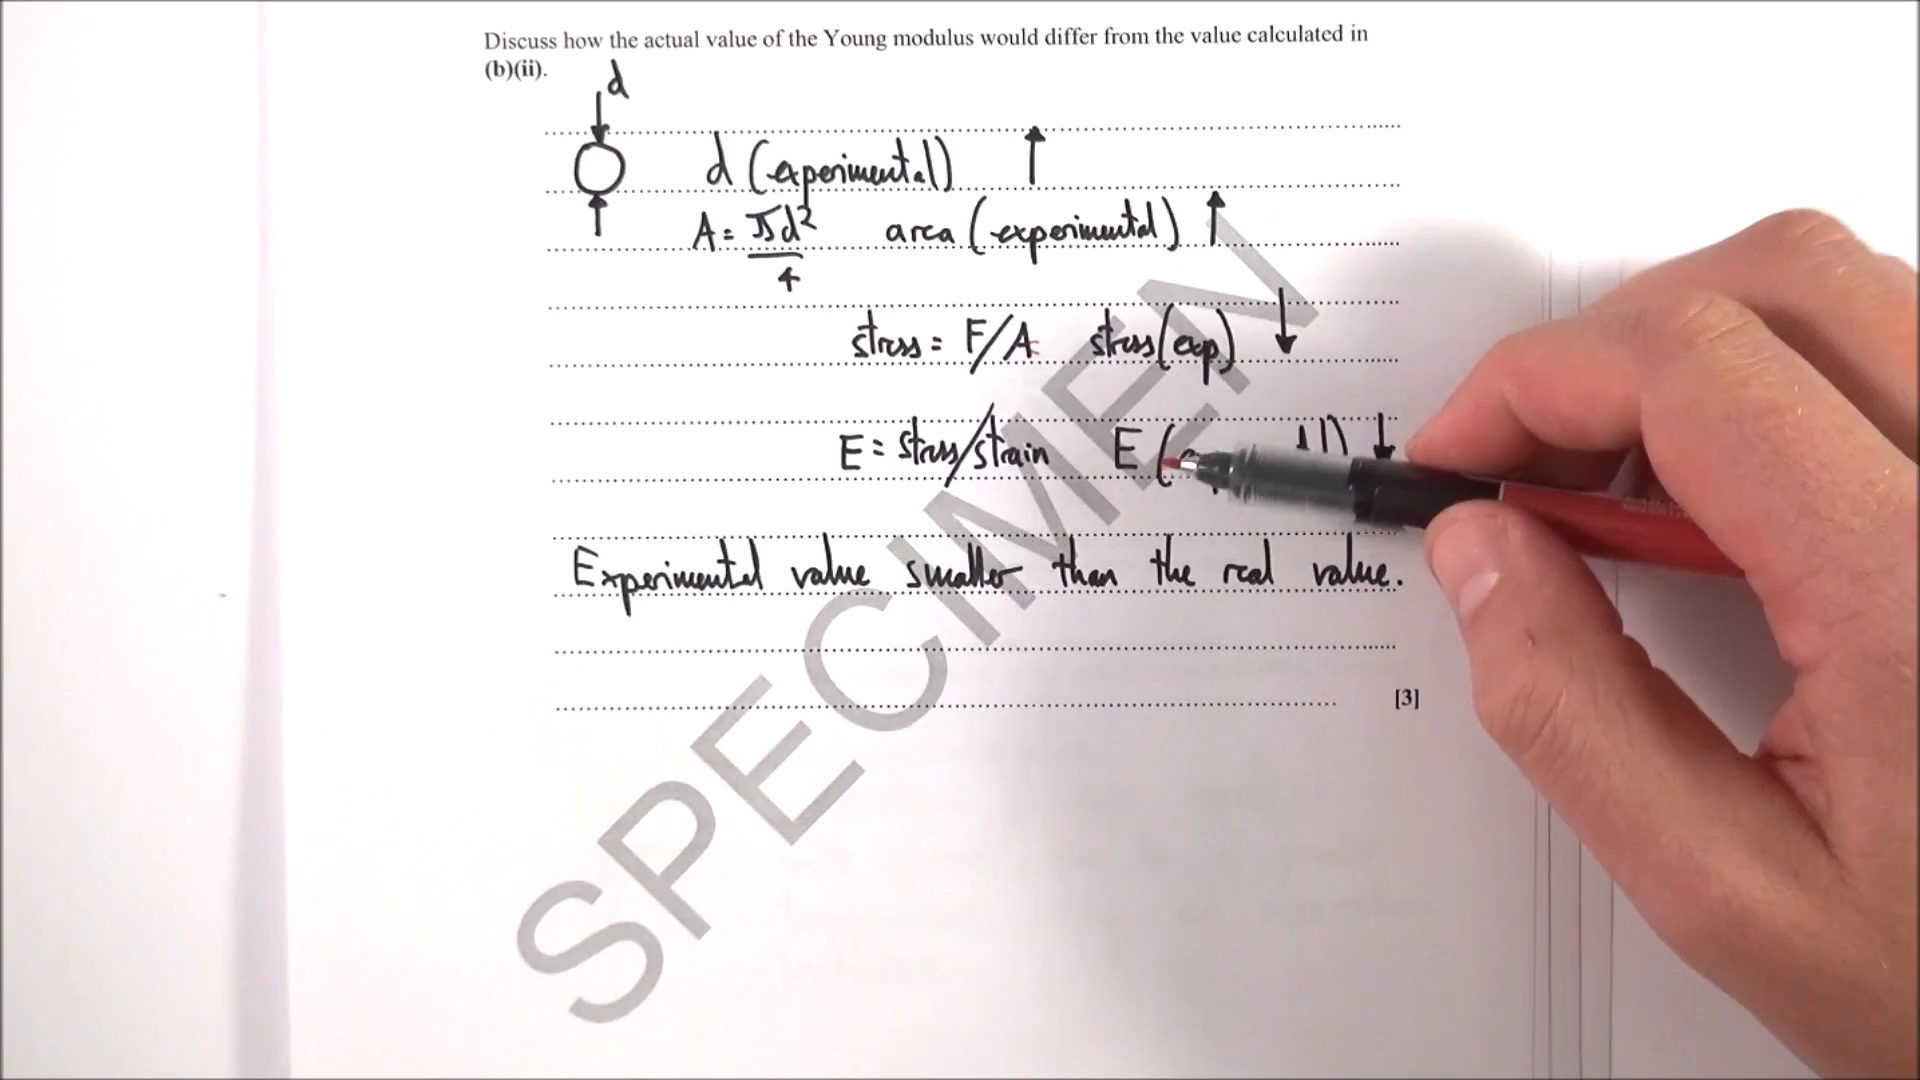 Discuss how the actual value of the Young modulus would differ from the value calculated in
(b)(ii).
d
d (experimental) ↑
A = πd²/4 area (experimental) ↑
stress = F/A stress (exp) ↓
E = stress/strain E ( ↓
Experimental value smaller than the real value.
[3]
SPECIMEN